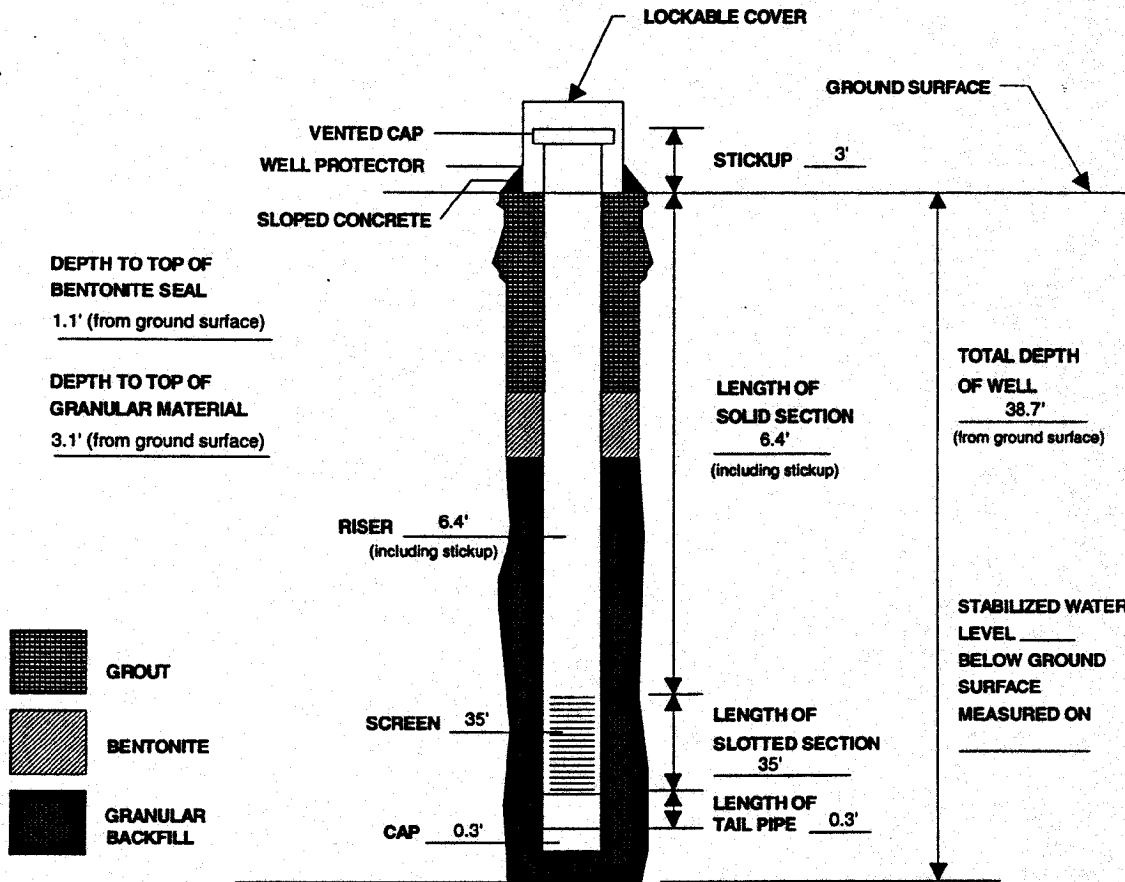 LOCKABLE COVER
GROUND SURFACE
VENTED CAP
STICKUP 3'
WELL PROTECTOR
SLOPED CONCRETE
DEPTH TO TOP OF
BENTONITE SEAL
1.1' (from ground surface)
DEPTH TO TOP OF
GRANULAR MATERIAL
3.1' (from ground surface)
LENGTH OF
SOLID SECTION
6.4'
(including stickup)
TOTAL DEPTH
OF WELL
38.7'
(from ground surface)
RISER 6.4'
(including stickup)
STABILIZED WATER
LEVEL
BELOW GROUND
SURFACE
MEASURED ON
GROUT
BENTONITE
GRANULAR
BACKFILL
SCREEN 35'
LENGTH OF
SLOTTED SECTION
35'
LENGTH OF
TAIL PIPE 0.3'
CAP 0.3'